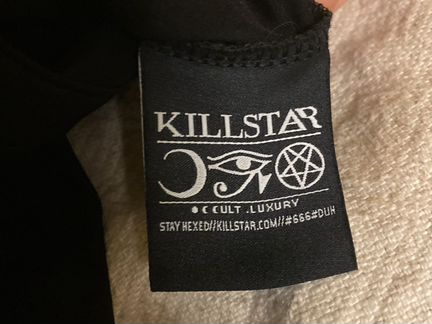 KILLSTAR
OCCULT .LUXURY
STAY HEXED//KILLSTAR.COM//#666#DUH